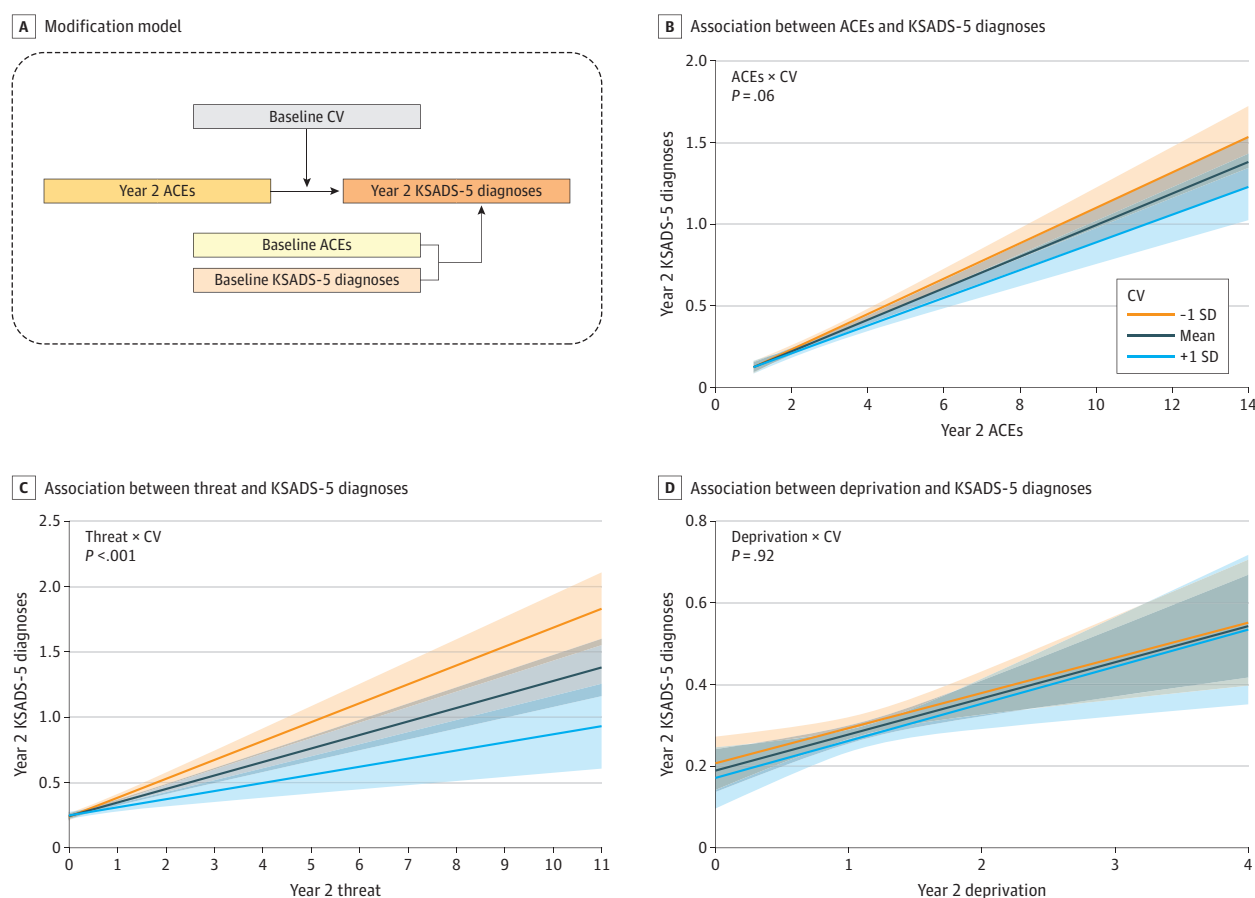 A Modification model
Baseline CV
Year 2 ACEs
Year 2 KSADS-5 diagnoses
Baseline ACEs
Baseline KSADS-5 diagnoses
B Association between ACEs and KSADS-5 diagnoses
2.0
1.5
1.0
0.5
0
Year 2 KSADS-5 diagnoses
ACEs × CV
P = .06
CV
-1 SD
Mean
+1 SD
0 2 4 6 8 10 12 14
Year 2 ACEs
C Association between threat and KSADS-5 diagnoses
2.5
2.0
1.5
1.0
0.5
0
Year 2 KSADS-5 diagnoses
Threat × CV
P <.001
0 1 2 3 4 5 6 7 8 9 10 11
Year 2 threat
D Association between deprivation and KSADS-5 diagnoses
0.8
0.6
0.4
0.2
0
Year 2 KSADS-5 diagnoses
Deprivation × CV
P = .92
0 1 2 3 4
Year 2 deprivation